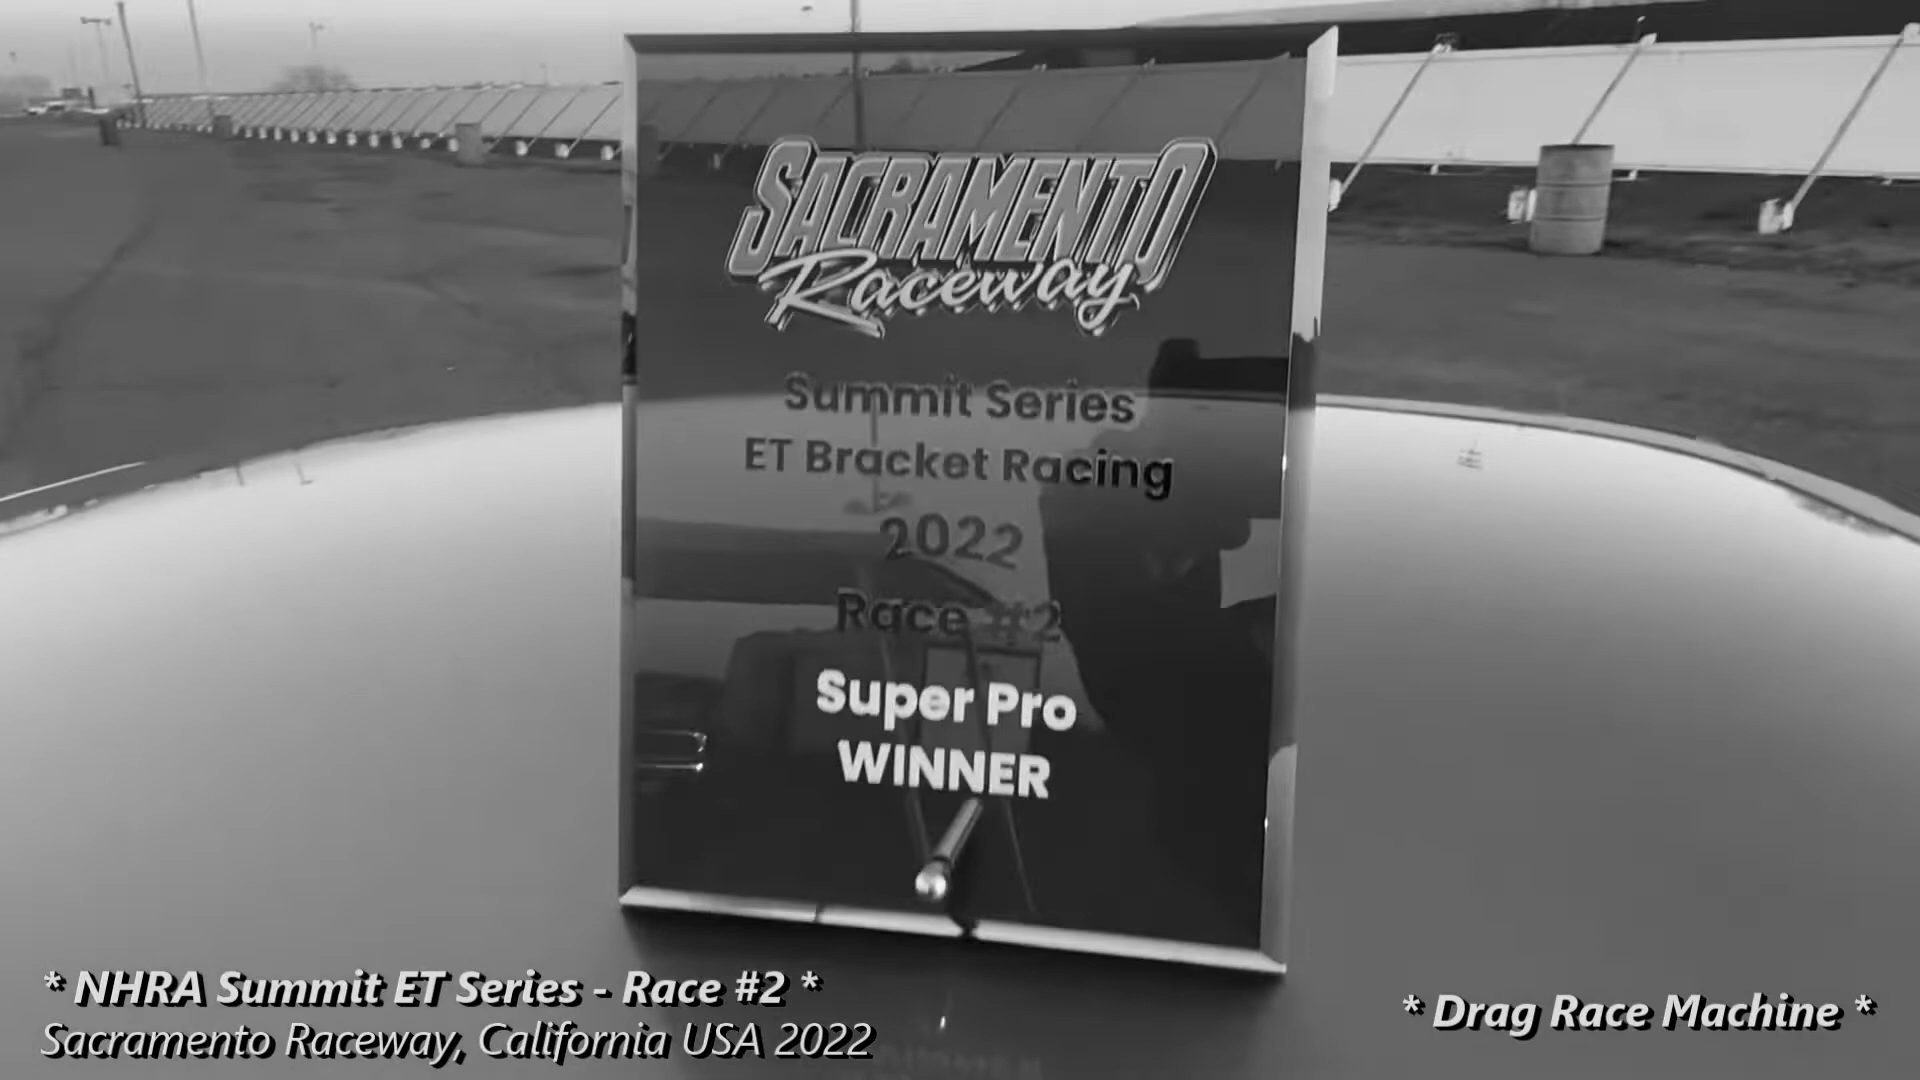 SACRAMENTO
Raceway
Summit Series
ET Bracket Racing
2022
Race #2
Super Pro
WINNER
* NHRA Summit ET Series - Race #2 *
Sacramento Raceway, California USA 2022
* Drag Race Machine *